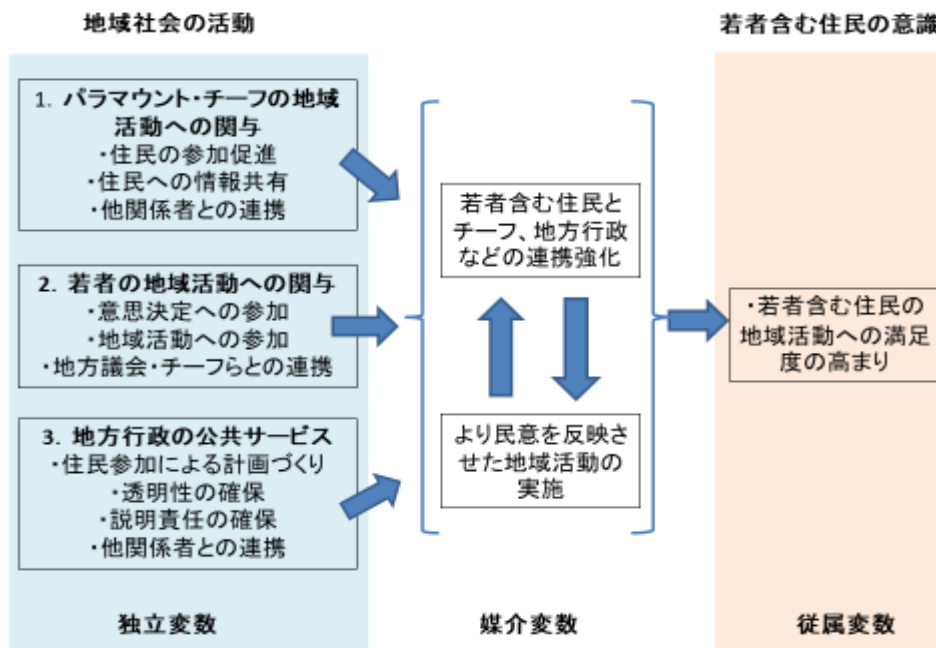 地域社会の活動
若者含む住民の意識
1. パラマウント・チーフの地域
活動への関与
・住民の参加促進
・住民への情報共有
・他関係者との連携
2. 若者の地域活動への関与
・意思決定への参加
・地域活動への参加
・地方議会・チーフらとの連携
3. 地方行政の公共サービス
・住民参加による計画づくり
・透明性の確保
・説明責任の確保
・他関係者との連携
若者含む住民と
チーフ、地方行政
などの連携強化
より民意を反映さ
せた地域活動の
実施
・若者含む住民の
地域活動への満足
度の高まり
独立変数
媒介変数
従属変数